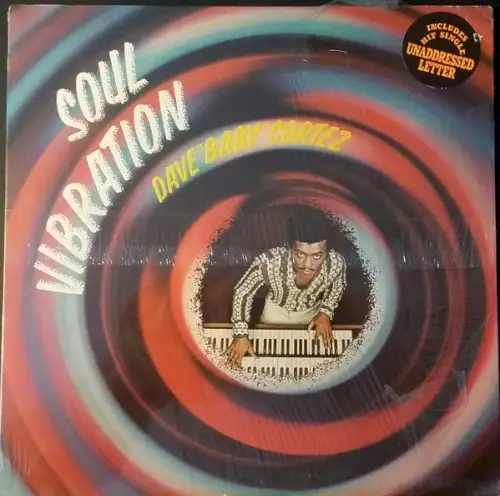 SOUL
VIBRATION
DAVE "BABY" CORTEZ
INCLUDES
HIT SINGLE
UNADDRESSED
LETTER